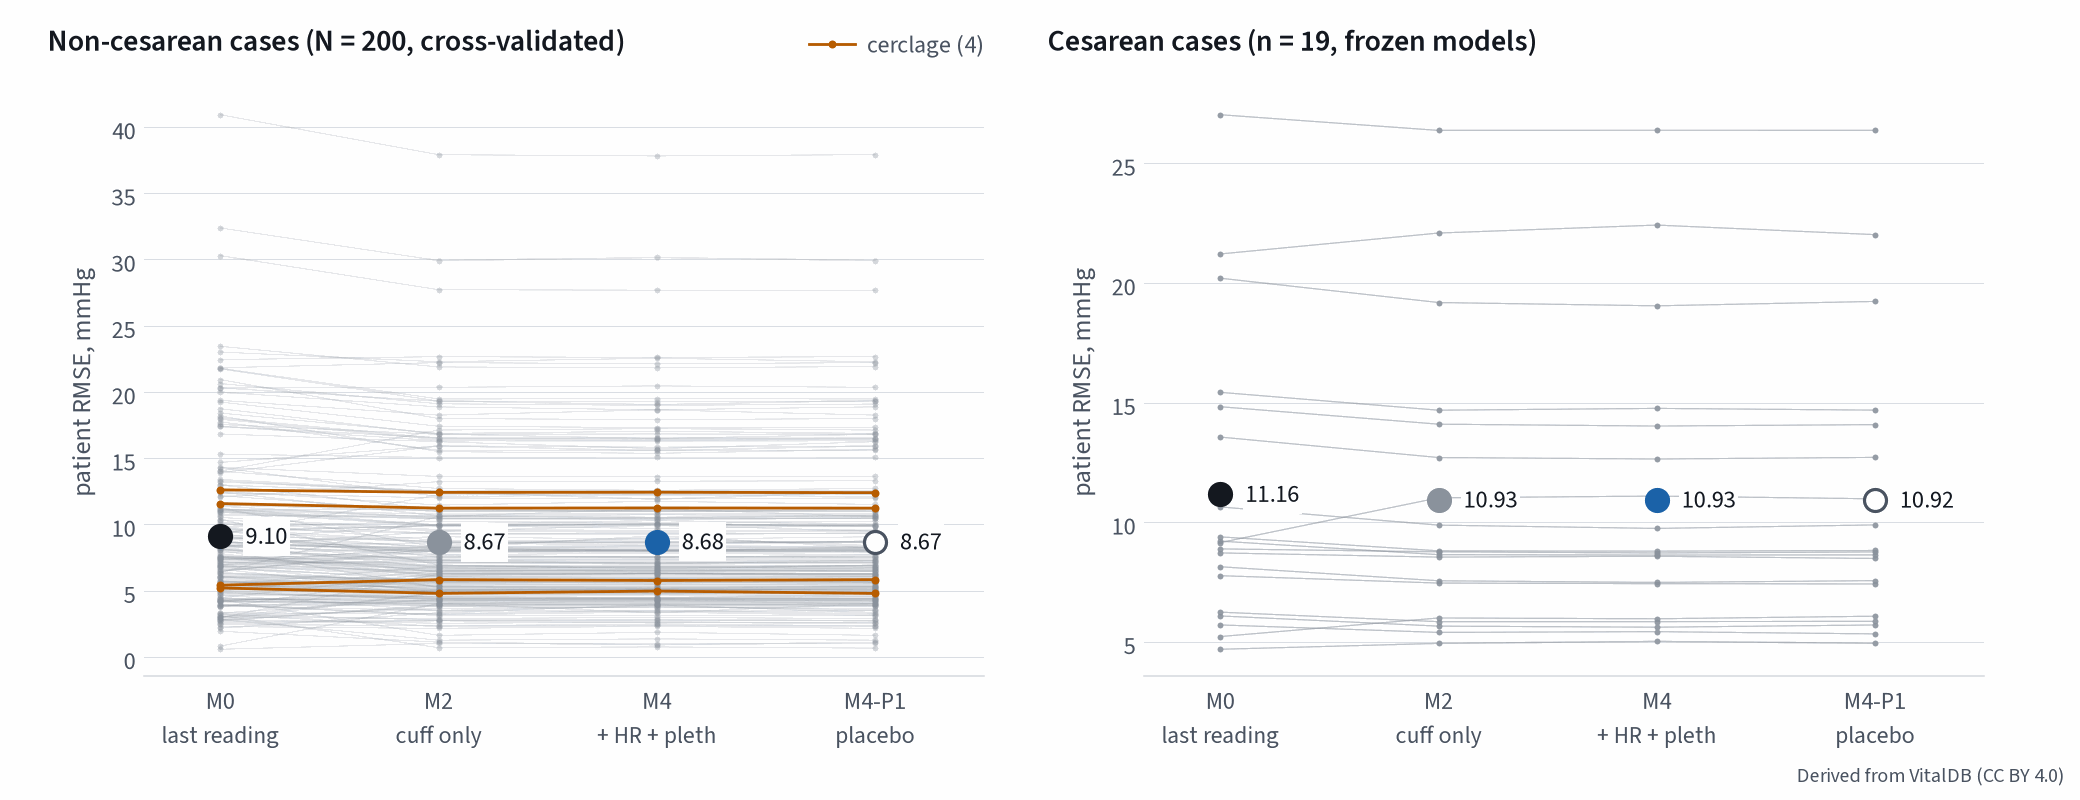 Non-cesarean cases (N = 200, cross-validated)
cerclage (4)
patient RMSE, mmHg
40
35
30
25
20
15
10
5
0
9.10
8.67
8.68
8.67
M0
last reading
M2
cuff only
M4
+ HR + pleth
M4-P1
placebo
Cesarean cases (n = 19, frozen models)
patient RMSE, mmHg
25
20
15
10
5
11.16
10.93
10.93
10.92
M0
last reading
M2
cuff only
M4
+ HR + pleth
M4-P1
placebo
Derived from VitalDB (CC BY 4.0)